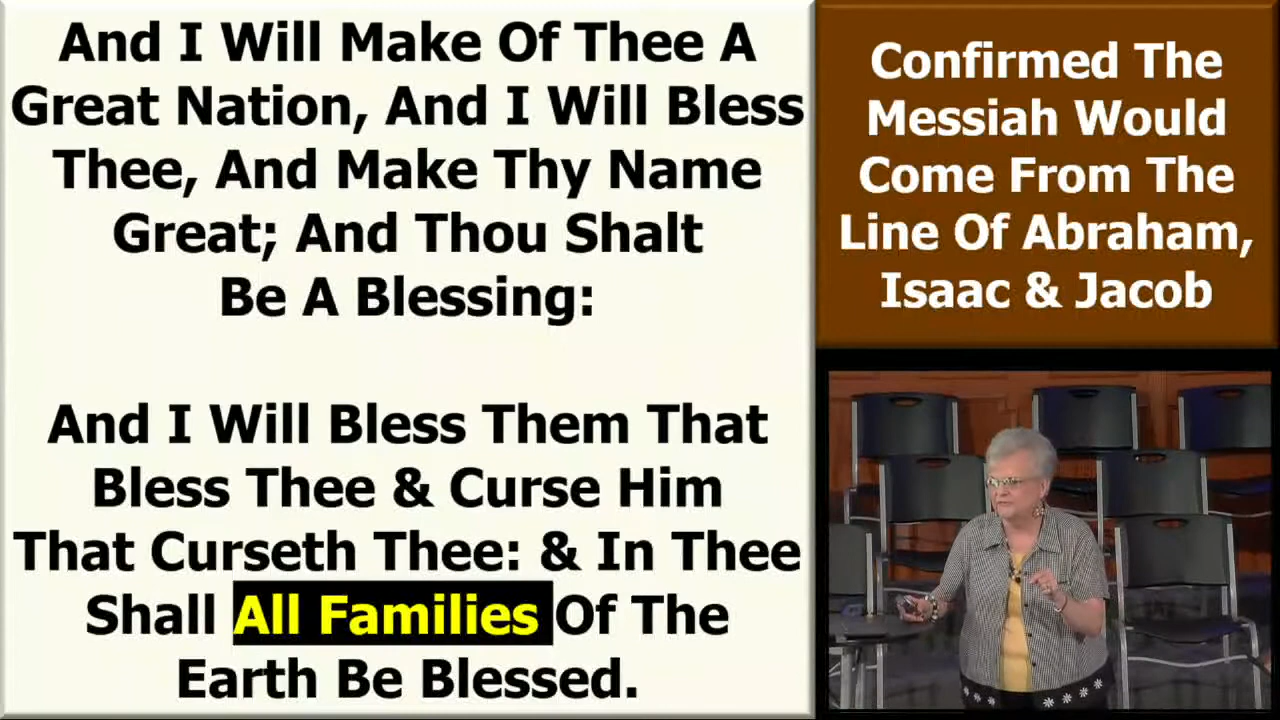 And I Will Make Of Thee A
Great Nation, And I Will Bless
Thee, And Make Thy Name
Great; And Thou Shalt
Be A Blessing:
And I Will Bless Them That
Bless Thee & Curse Him
That Curseth Thee: & In Thee
Shall All Families Of The
Earth Be Blessed.
Confirmed The
Messiah Would
Come From The
Line Of Abraham,
Isaac & Jacob